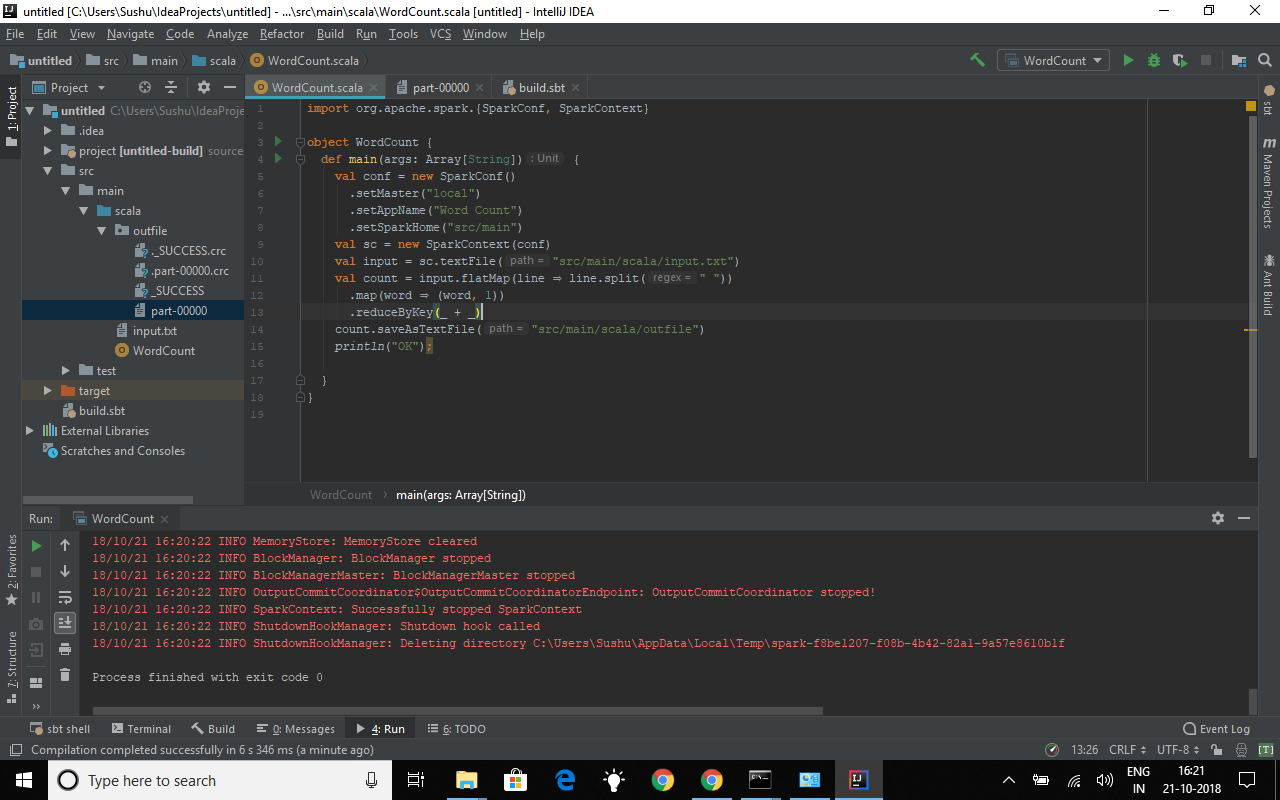 untitled [C:\Users\Sushu\IdeaProjects\untitled] - ...\src\main\scala\WordCount.scala [untitled] - IntelliJ IDEA
File Edit View Navigate Code Analyze Refactor Build Run Tools VCS Window Help
untitled src main scala WordCount.scala
WordCount
Project
WordCount.scala part-00000 build.sbt
1: Project
untitled C:\Users\Sushu\IdeaProje
.idea
project [untitled-build] source
src
main
scala
outfile
._SUCCESS.crc
.part-00000.crc
_SUCCESS
part-00000
input.txt
WordCount
test
target
build.sbt
External Libraries
Scratches and Consoles
1 import org.apache.spark.{SparkConf, SparkContext}
2
3 object WordCount {
4 def main(args: Array[String]) : Unit {
5 val conf = new SparkConf()
6 .setMaster("local")
7 .setAppName("Word Count")
8 .setSparkHome("src/main")
9 val sc = new SparkContext(conf)
10 val input = sc.textFile( path = "src/main/scala/input.txt")
11 val count = input.flatMap(line ⇒ line.split( regex = " "))
12 .map(word ⇒ (word, 1))
13 .reduceByKey(_ + _)
14 count.saveAsTextFile( path = "src/main/scala/outfile")
15 println("OK");
16
17 }
18 }
19
WordCount main(args: Array[String])
sbt
m Maven Projects
Ant Build
Run: WordCount
18/10/21 16:20:22 INFO MemoryStore: MemoryStore cleared
18/10/21 16:20:22 INFO BlockManager: BlockManager stopped
18/10/21 16:20:22 INFO BlockManagerMaster: BlockManagerMaster stopped
18/10/21 16:20:22 INFO OutputCommitCoordinator$OutputCommitCoordinatorEndpoint: OutputCommitCoordinator stopped!
18/10/21 16:20:22 INFO SparkContext: Successfully stopped SparkContext
18/10/21 16:20:22 INFO ShutdownHookManager: Shutdown hook called
18/10/21 16:20:22 INFO ShutdownHookManager: Deleting directory C:\Users\Sushu\AppData\Local\Temp\spark-f8be1207-f08b-4b42-82a1-9a57e8610b1f
Process finished with exit code 0
2: Favorites
7: Structure
sbt shell Terminal Build 0: Messages 4: Run 6: TODO Event Log
Compilation completed successfully in 6 s 346 ms (a minute ago) 13:26 CRLF UTF-8 [T]
Type here to search
ENG
IN
16:21
21-10-2018